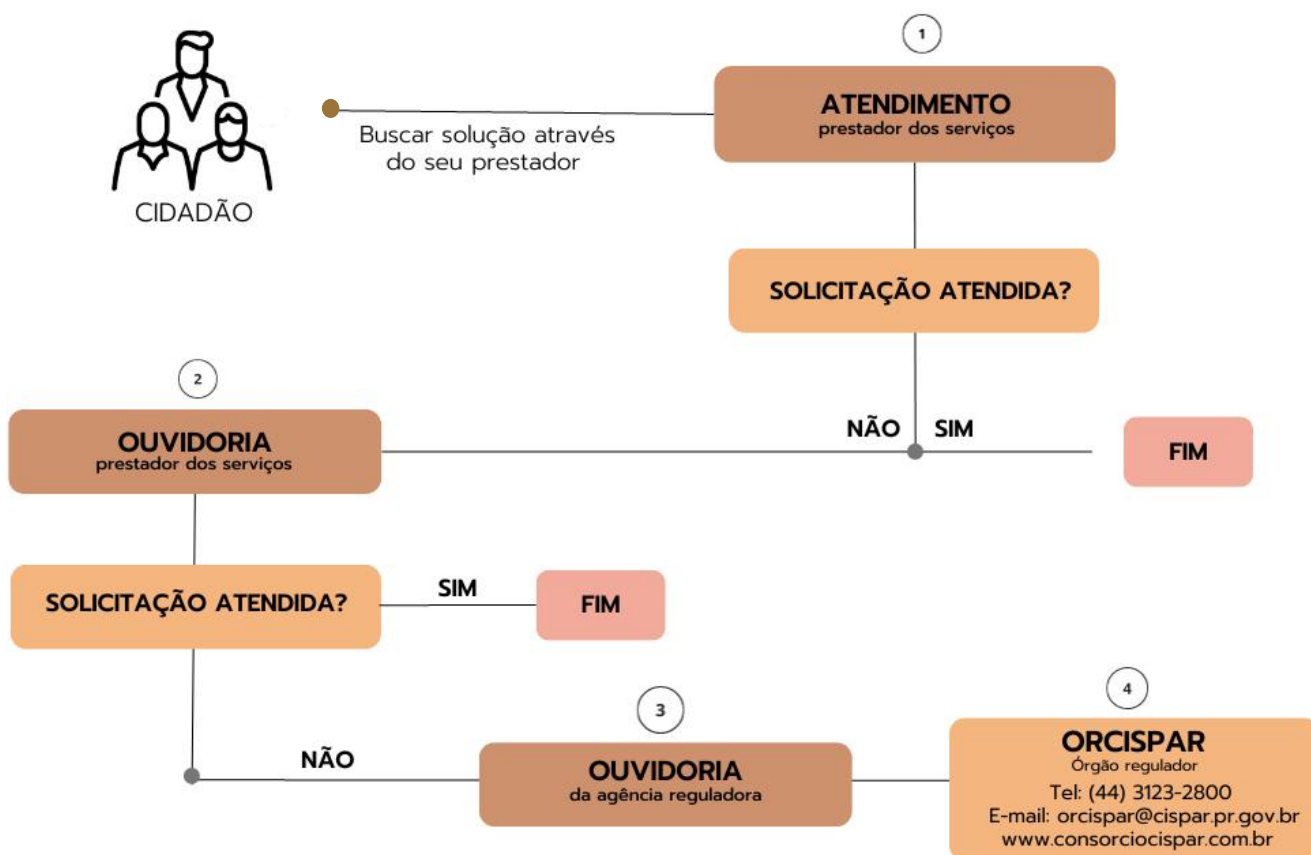 1
ATENDIMENTO
prestador dos serviços
Buscar solução através
do seu prestador
CIDADÃO
SOLICITAÇÃO ATENDIDA?
2
NÃO
SIM
OUVIDORIA
prestador dos serviços
FIM
SOLICITAÇÃO ATENDIDA?
SIM
FIM
3
4
NÃO
OUVIDORIA
da agência reguladora
ORCISPAR
Órgão regulador
Tel: (44) 3123-2800
E-mail: orcispar@cispar.pr.gov.br
www.consorciocispar.com.br